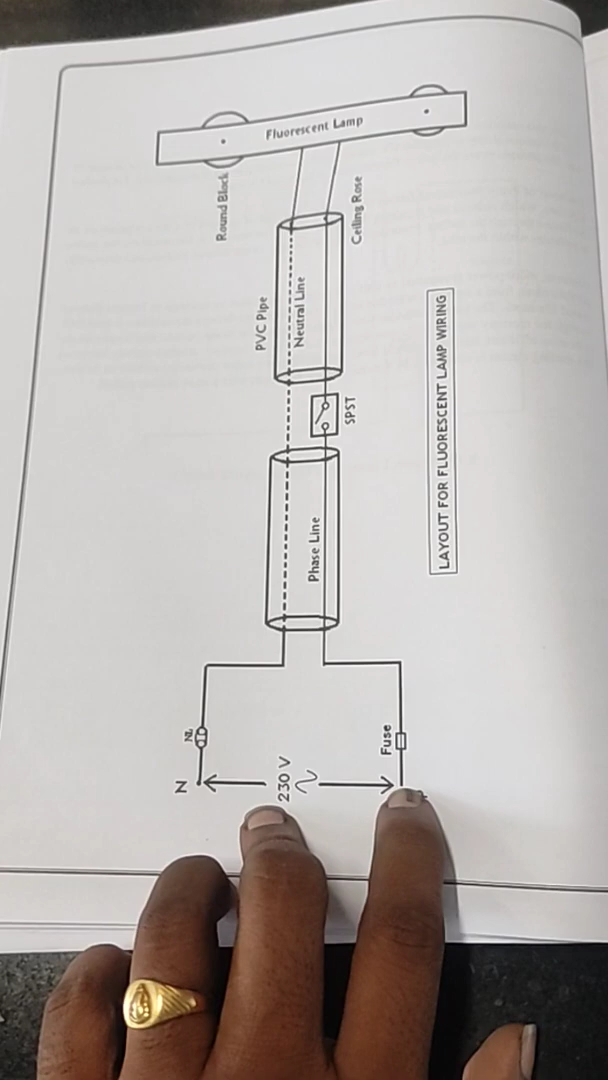 Fluorescent Lamp
Round Block
Ceiling Rose
PVC Pipe
Neutral Line
SPST
Phase Line
NL
Fuse
N
230 V
LAYOUT FOR FLUORESCENT LAMP WIRING